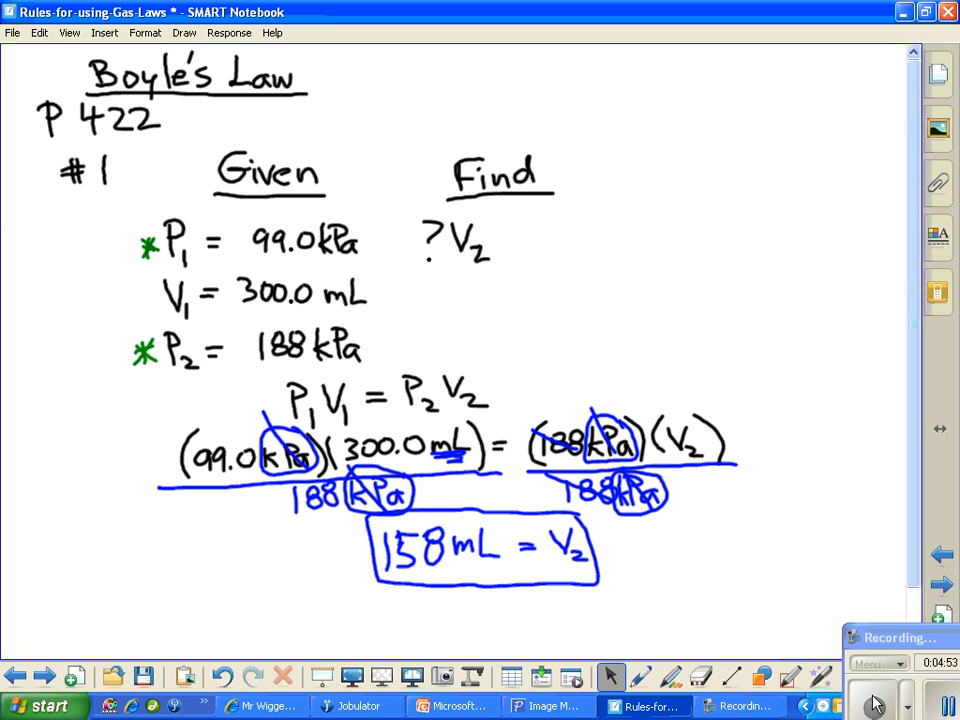 Rules-for-using-Gas-Laws * - SMART Notebook
File Edit View Insert Format Draw Response Help
Boyle's Law
P 422
#1 Given Find
* P₁ = 99.0 kPa ? V₂
V₁ = 300.0 mL
* P₂ = 188 kPa
P₁V₁ = P₂V₂
(99.0 kPa)(300.0 mL) = (188 kPa)(V₂)
188 kPa 188 kPa
158 mL = V₂
Recording...
Menu 0:04:53
start Mr Wigge... Jobulator Microsoft... Image M... Rules-for-... Recordin...